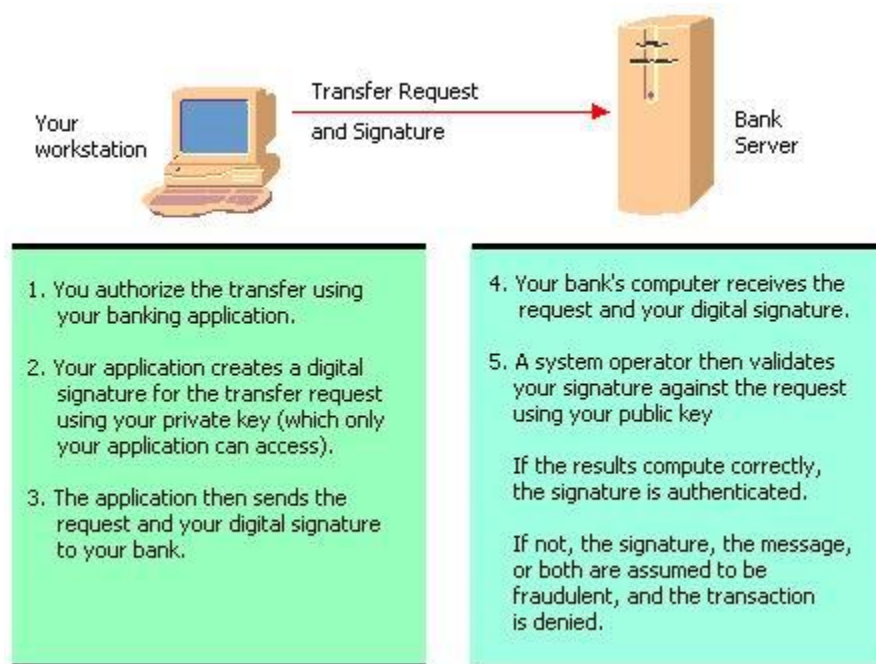 Your
workstation
Transfer Request
and Signature
Bank
Server
1. You authorize the transfer using
your banking application.
2. Your application creates a digital
signature for the transfer request
using your private key (which only
your application can access).
3. The application then sends the
request and your digital signature
to your bank.
4. Your bank's computer receives the
request and your digital signature.
5. A system operator then validates
your signature against the request
using your public key
If the results compute correctly,
the signature is authenticated.
If not, the signature, the message,
or both are assumed to be
fraudulent, and the transaction
is denied.